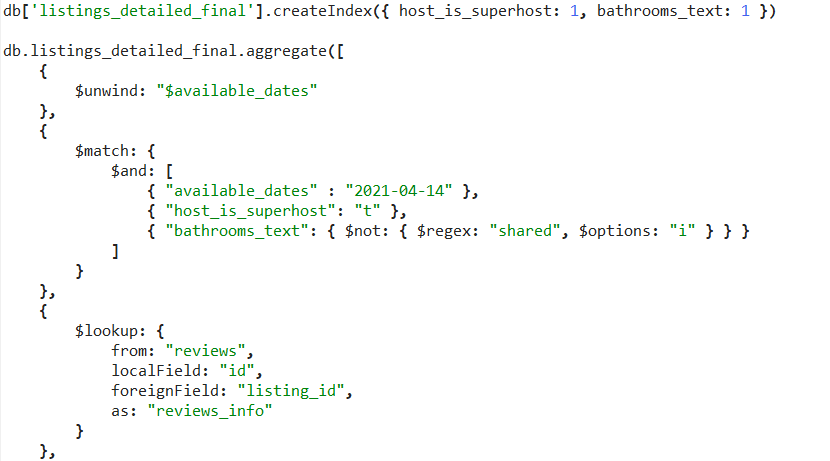 db['listings_detailed_final'].createIndex({ host_is_superhost: 1, bathrooms_text: 1 })
db.listings_detailed_final.aggregate([
    {
        $unwind: "$available_dates"
    },
    {
        $match: {
            $and: [
                { "available_dates" : "2021-04-14" },
                { "host_is_superhost": "t" },
                { "bathrooms_text": { $not: { $regex: "shared", $options: "i" } } }
            ]
        }
    },
    {
        $lookup: {
            from: "reviews",
            localField: "id",
            foreignField: "listing_id",
            as: "reviews_info"
        }
    },